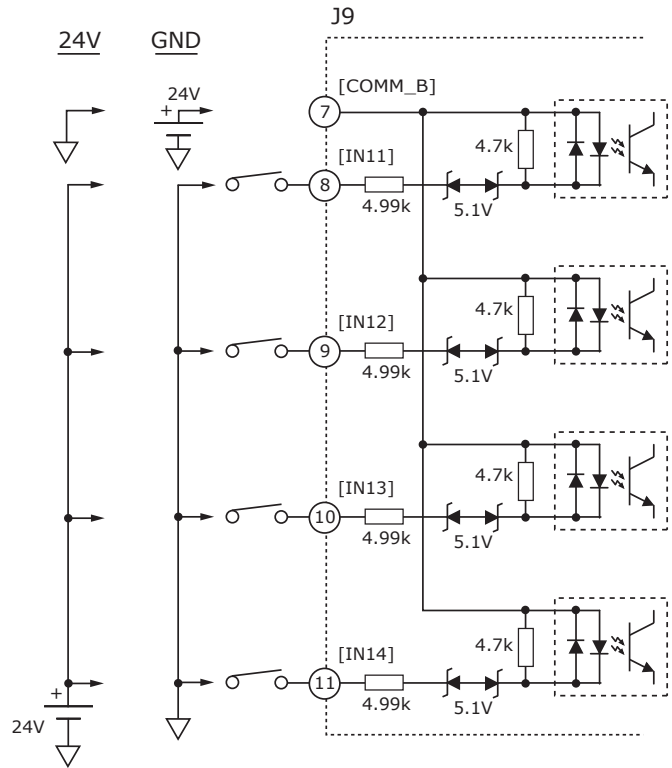 J9
24V GND
24V
+
[COMM_B]
7
4.7k
[IN11]
8
4.99k
5.1V
4.7k
[IN12]
9
4.99k
5.1V
4.7k
[IN13]
10
4.99k
5.1V
4.7k
[IN14]
11
4.99k
5.1V
+
24V